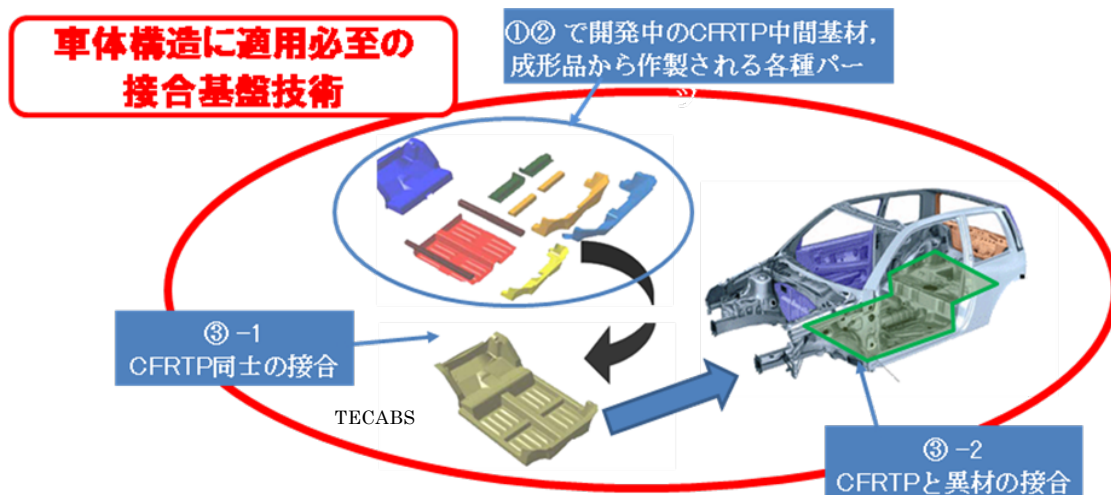 車体構造に適用必至の
接合基盤技術
①② で開発中のCFRTP中間基材,
成形品から作製される各種パー
ツ
③ -1
CFRTP同士の接合
TECABS
③ -2
CFRTPと異材の接合